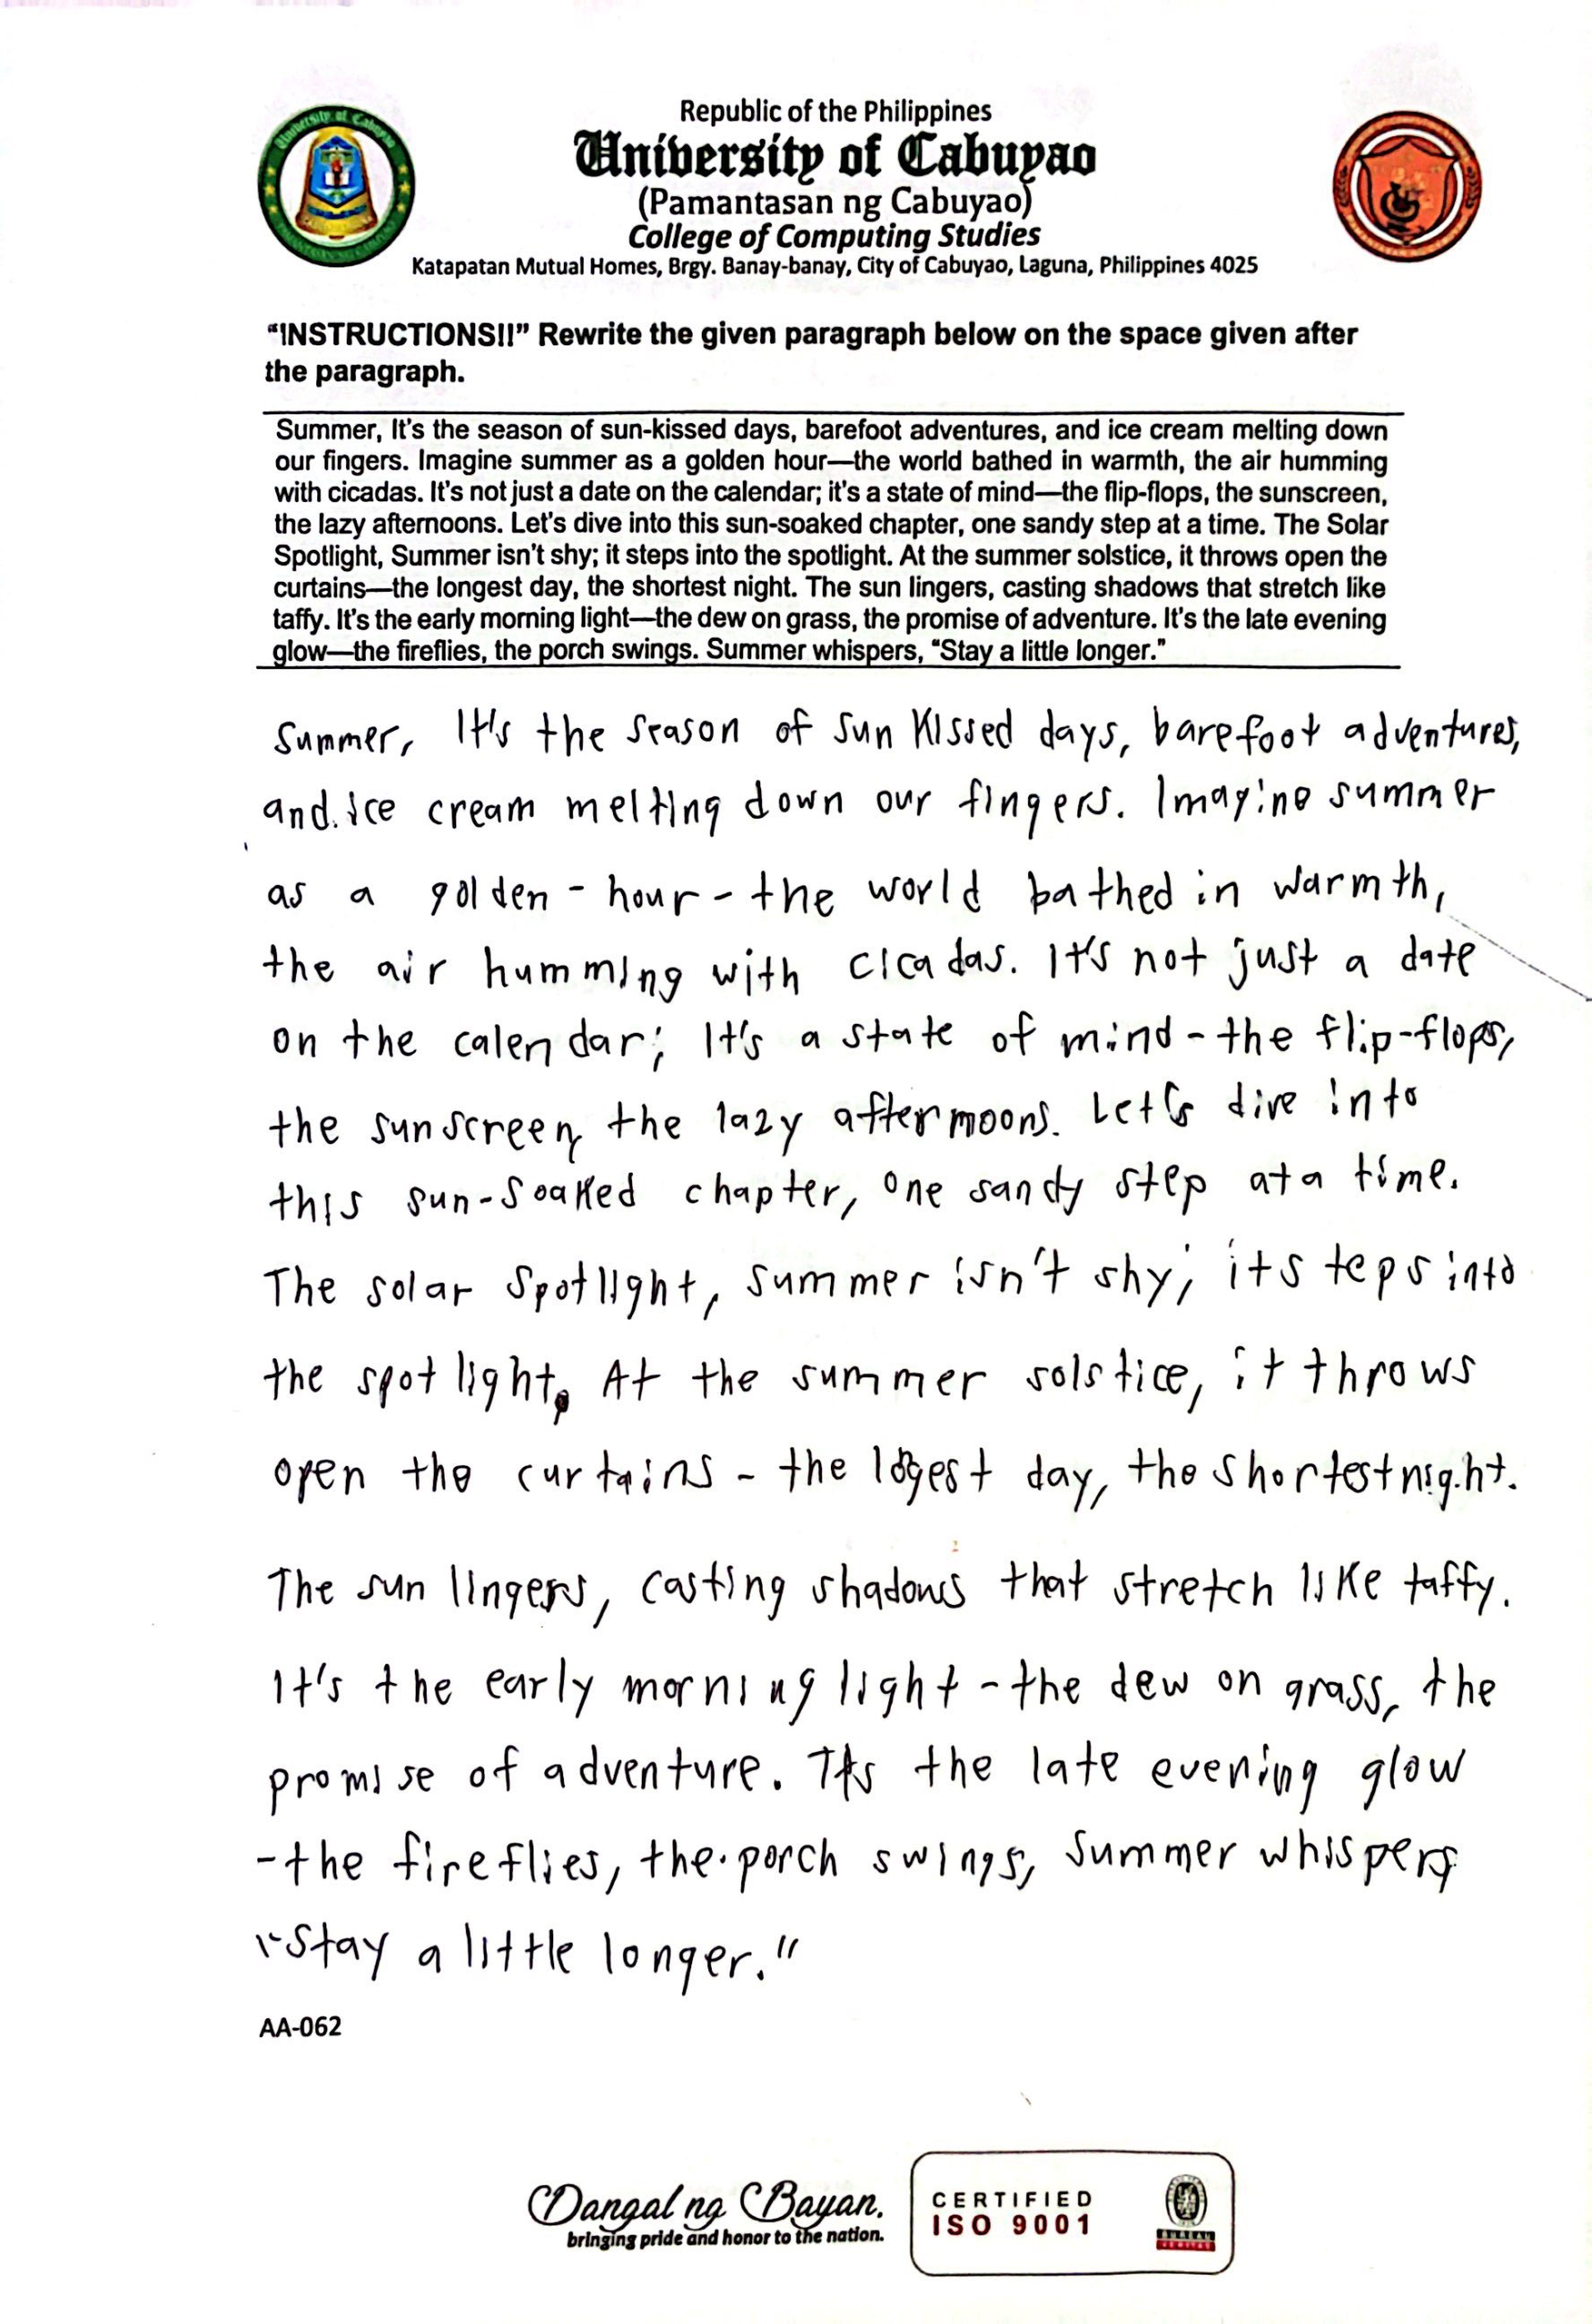 Republic of the Philippines
University of Cabuyao
(Pamantasan ng Cabuyao)
College of Computing Studies
Katapatan Mutual Homes, Brgy. Banay-banay, City of Cabuyao, Laguna, Philippines 4025
"INSTRUCTIONS!!" Rewrite the given paragraph below on the space given after
the paragraph.
Summer, It's the season of sun-kissed days, barefoot adventures, and ice cream melting down
our fingers. Imagine summer as a golden hour—the world bathed in warmth, the air humming
with cicadas. It's not just a date on the calendar; it's a state of mind—the flip-flops, the sunscreen,
the lazy afternoons. Let's dive into this sun-soaked chapter, one sandy step at a time. The Solar
Spotlight, Summer isn't shy; it steps into the spotlight. At the summer solstice, it throws open the
curtains—the longest day, the shortest night. The sun lingers, casting shadows that stretch like
taffy. It's the early morning light—the dew on grass, the promise of adventure. It's the late evening
glow—the fireflies, the porch swings. Summer whispers, "Stay a little longer."
Summer, It's the season of sun kissed days, barefoot adventures,
and ice cream melting down our fingers. Imagine summer
as a golden - hour - the world bathed in warmth,
the air humming with cicadas. It's not just a date
on the calendar; It's a state of mind - the flip-flops,
the sunscreen, the lazy aftermoons. Let's dive into
this sun-soaked chapter, one sandy step at a time.
The solar spotlight, summer isn't shy; it steps into
the spotlight. At the summer solstice, it throws
open the curtains - the logest day, the shortest night.
The sun lingers, casting shadows that stretch like taffy.
It's the early morning light - the dew on grass, the
promise of adventure. It's the late evening glow
- the fireflies, the porch swings, summer whispers
"Stay a little longer."
AA-062
Dangal ng Bayan.
bringing pride and honor to the nation.
CERTIFIED
ISO 9001
BUREAU
VERITAS